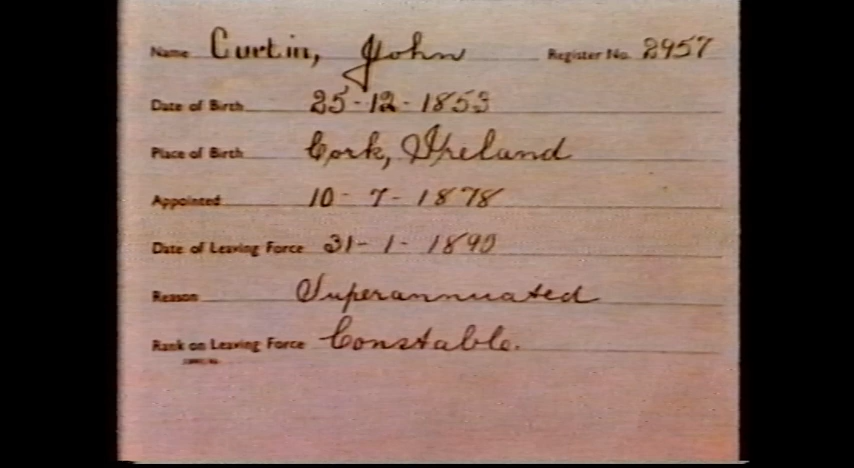 Name Curtin, John Register No. 2957
Date of Birth 25-12-1853
Place of Birth Cork, Ireland
Appointed 10-7-1878
Date of Leaving Force 31-1-1890
Reason Superannuated
Rank on Leaving Force Constable.